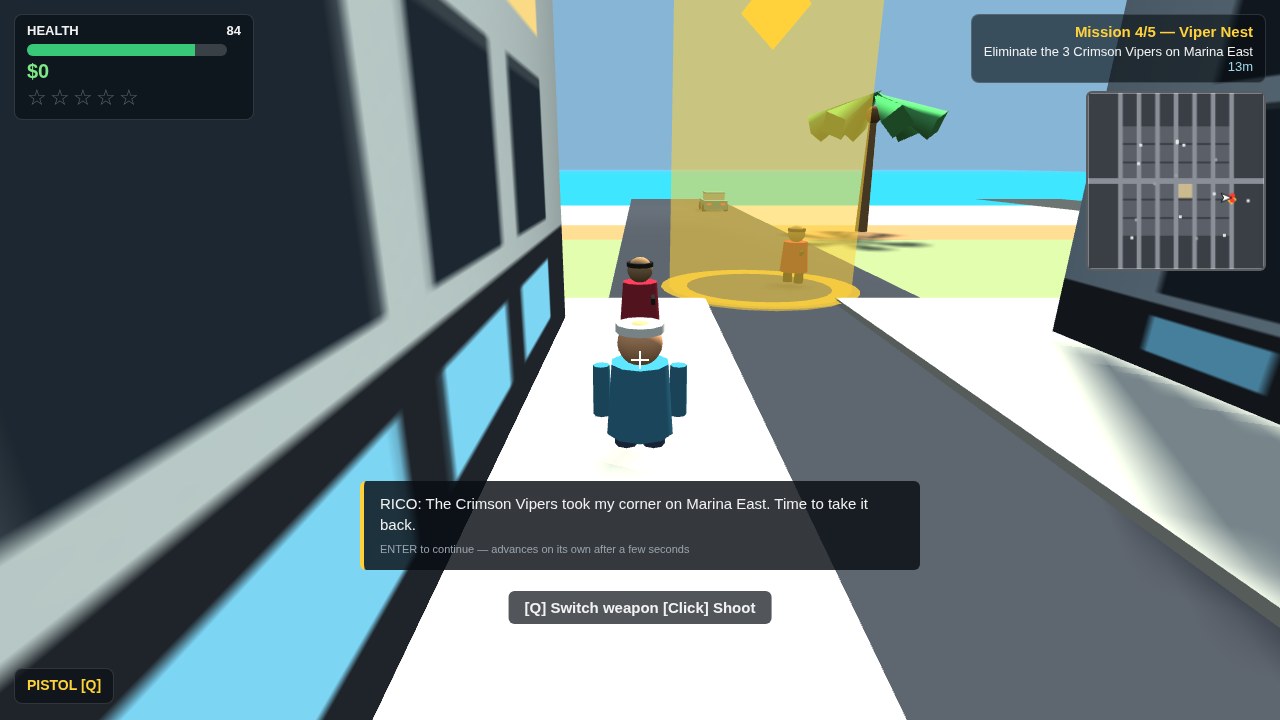 HEALTH 84
$0
Mission 4/5 — Viper Nest
Eliminate the 3 Crimson Vipers on Marina East
13m
RICO: The Crimson Vipers took my corner on Marina East. Time to take it
back.
ENTER to continue — advances on its own after a few seconds
[Q] Switch weapon [Click] Shoot
PISTOL [Q]